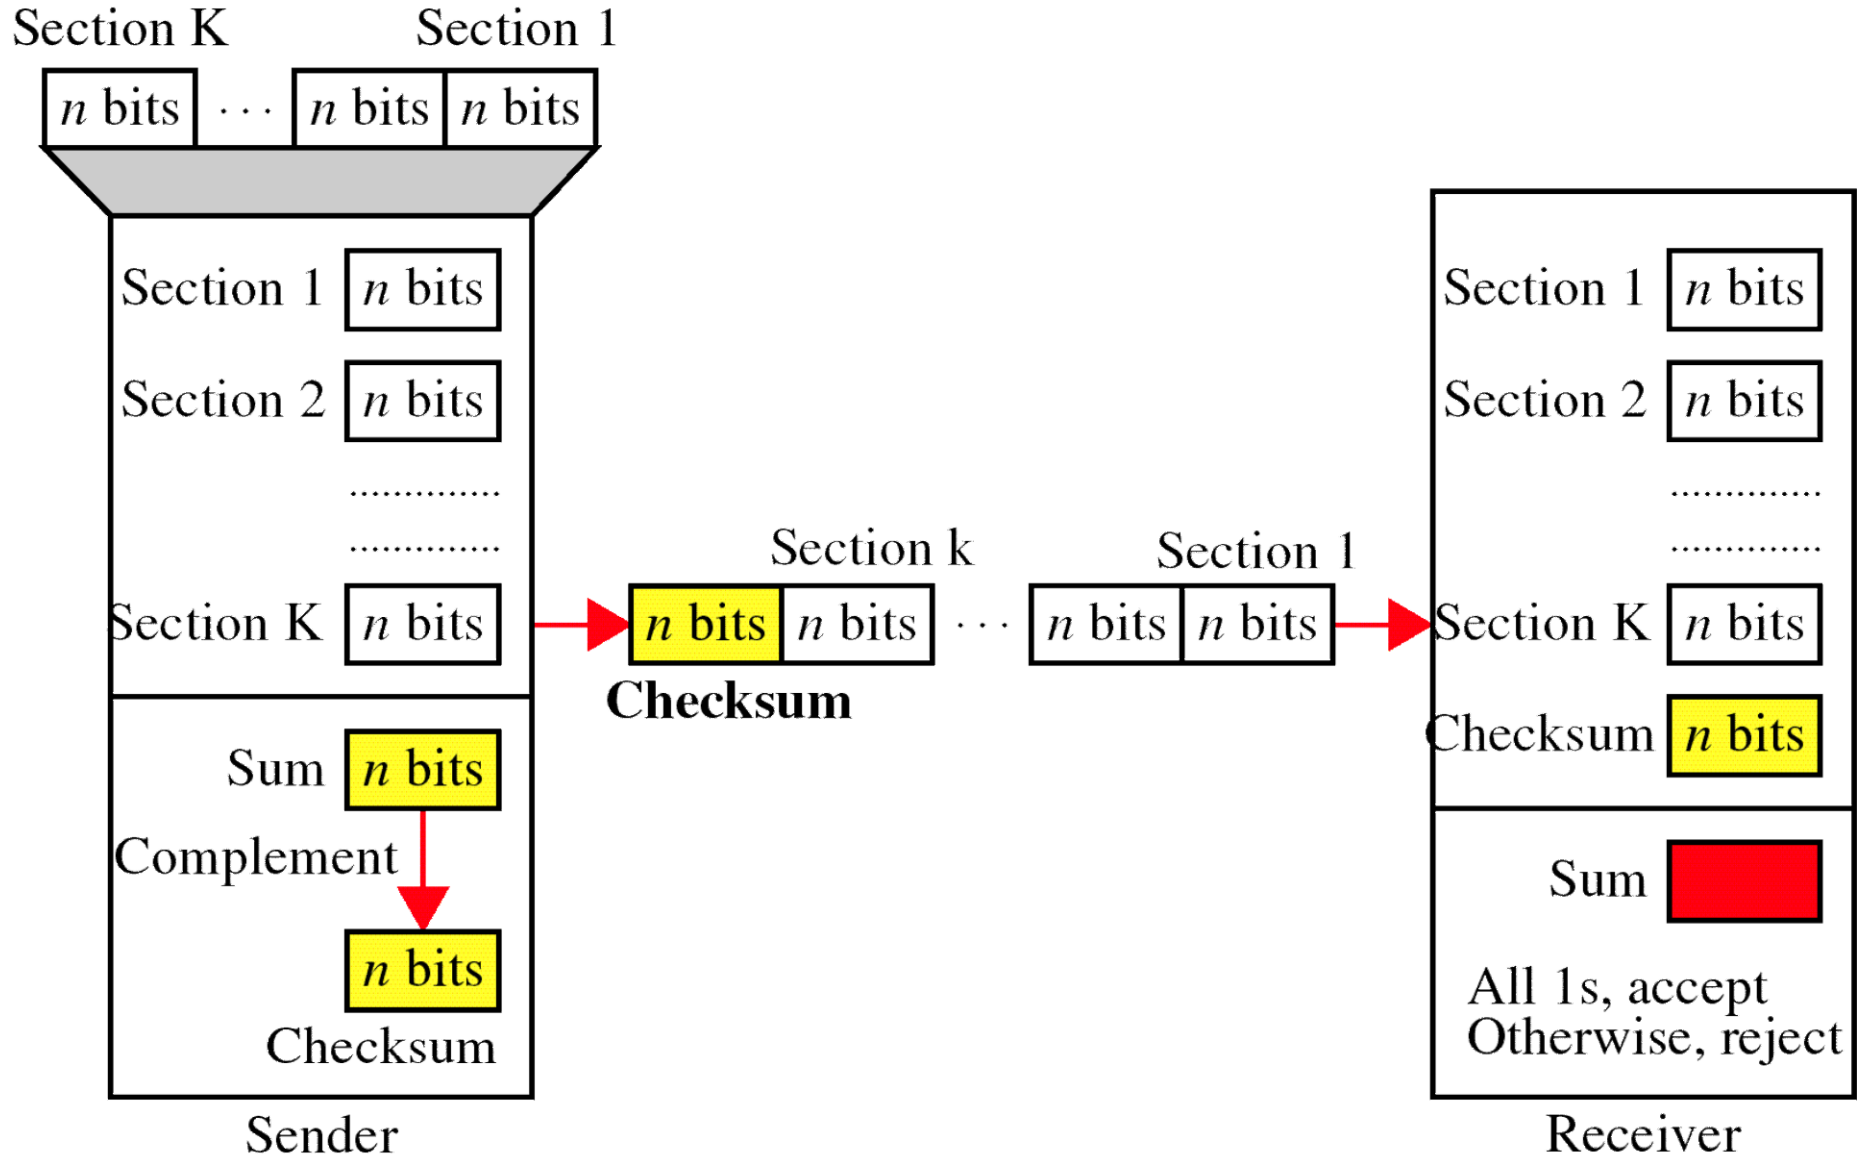 Section K Section 1
n bits ... n bits n bits
Section 1 n bits
Section 2 n bits
..............
..............
Section K n bits
Sum n bits
Complement
n bits
Checksum
Sender
Section k Section 1
n bits n bits ... n bits n bits
Checksum
Section 1 n bits
Section 2 n bits
..............
..............
Section K n bits
Checksum n bits
Sum
All 1s, accept
Otherwise, reject
Receiver